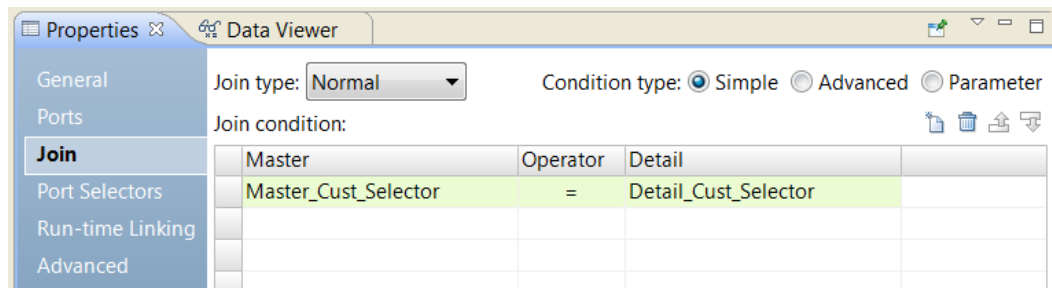 Properties Data Viewer
General
Ports
Join
Port Selectors
Run-time Linking
Advanced
Join type: Normal Condition type: Simple Advanced Parameter
Join condition:
Master Operator Detail
Master_Cust_Selector = Detail_Cust_Selector